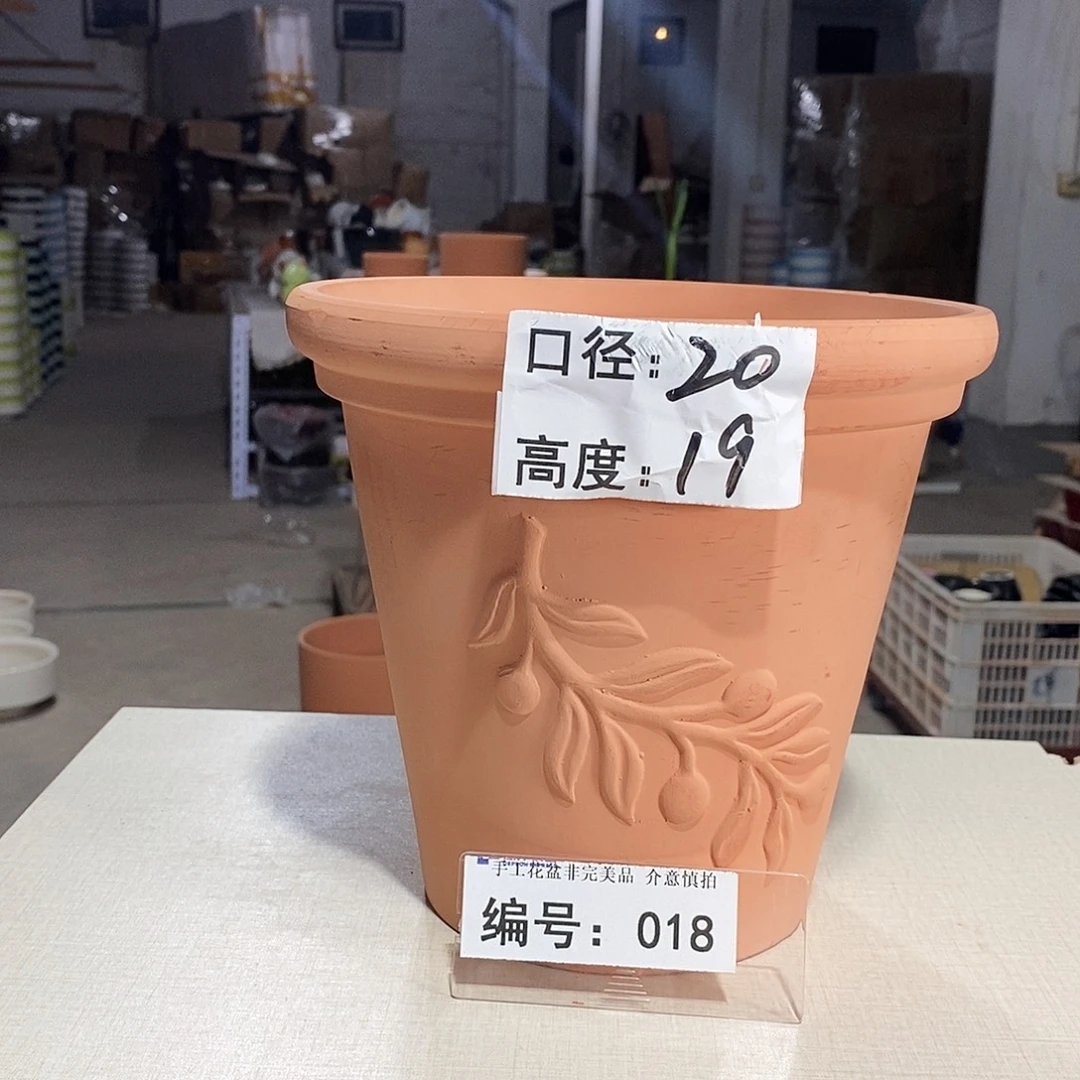 口径：20
高度：19
手工花盆非完美品 介意慎拍
编号：018